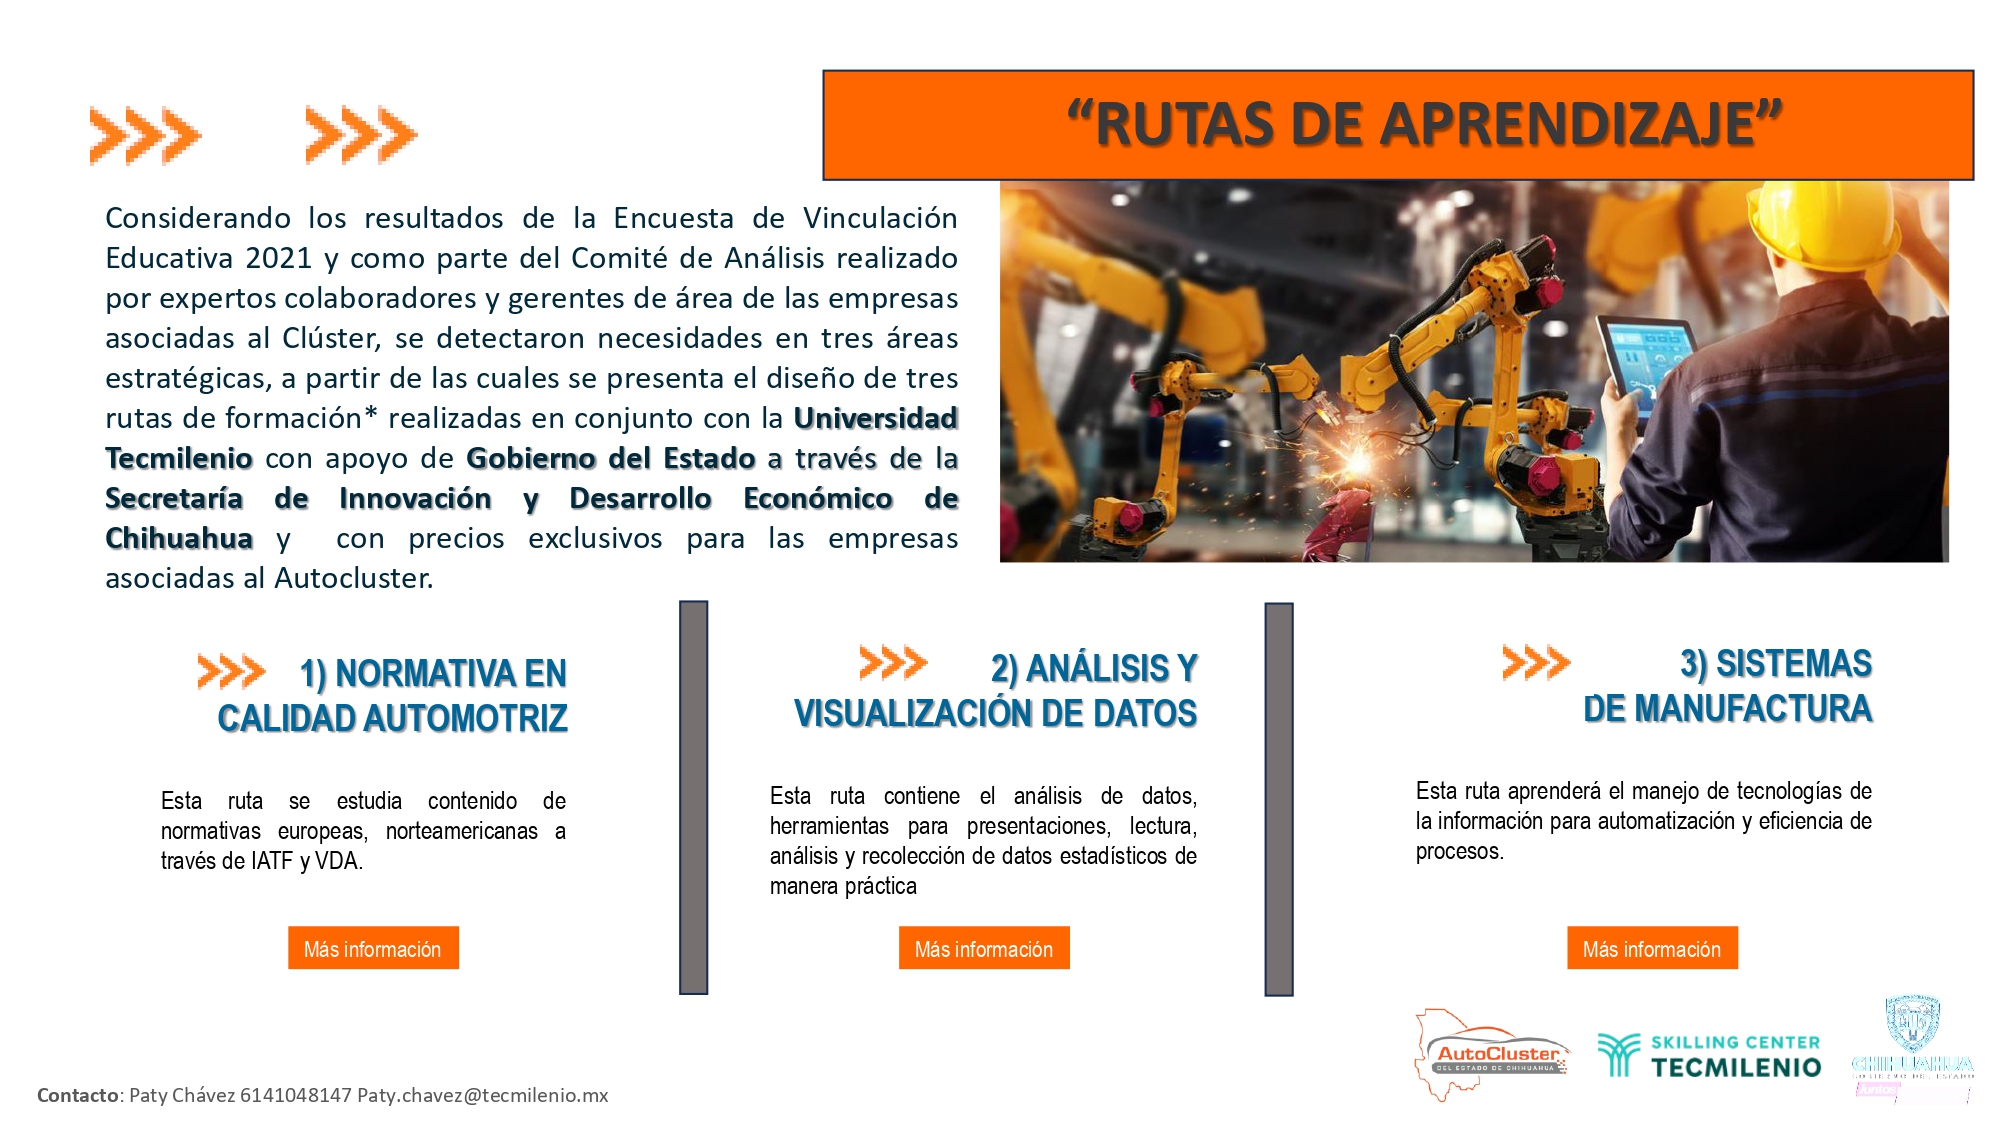 “RUTAS DE APRENDIZAJE”
Considerando los resultados de la Encuesta de Vinculación
Educativa 2021 y como parte del Comité de Análisis realizado
por expertos colaboradores y gerentes de área de las empresas
asociadas al Clúster, se detectaron necesidades en tres áreas
estratégicas, a partir de las cuales se presenta el diseño de tres
rutas de formación* realizadas en conjunto con la Universidad
Tecmilenio con apoyo de Gobierno del Estado a través de la
Secretaría de Innovación y Desarrollo Económico de
Chihuahua y con precios exclusivos para las empresas
asociadas al Autocluster.
1) NORMATIVA EN
CALIDAD AUTOMOTRIZ
Esta ruta se estudia contenido de
normativas europeas, norteamericanas a
través de IATF y VDA.
Más información
2) ANÁLISIS Y
VISUALIZACIÓN DE DATOS
Esta ruta contiene el análisis de datos,
herramientas para presentaciones, lectura,
análisis y recolección de datos estadísticos de
manera práctica
Más información
3) SISTEMAS
DE MANUFACTURA
Esta ruta aprenderá el manejo de tecnologías de
la información para automatización y eficiencia de
procesos.
Más información
AutoCluster
DEL ESTADO DE CHIHUAHUA
SKILLING CENTER
TECMILENIO
CHIHUAHUA
GOBIERNO DEL ESTADO
Juntos
Contacto: Paty Chávez 6141048147 Paty.chavez@tecmilenio.mx